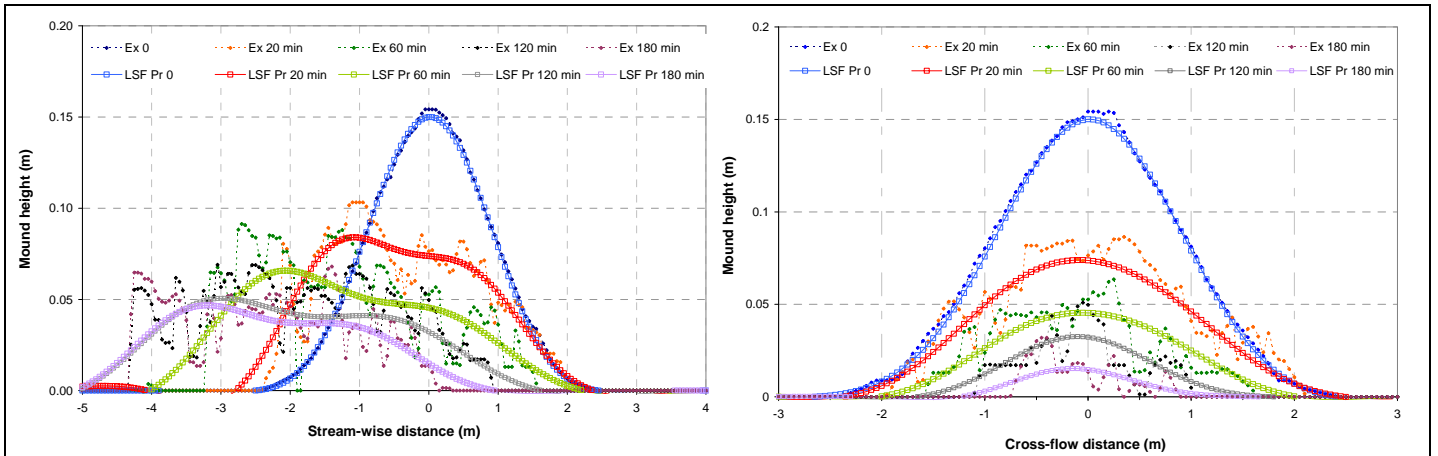 0.20
Ex 0 Ex 20 min Ex 60 min Ex 120 min Ex 180 min
LSF Pr 0 LSF Pr 20 min LSF Pr 60 min LSF Pr 120 min LSF Pr 180 min
0.15
0.10
0.05
0.00
Mound height (m)
-5 -4 -3 -2 -1 0 1 2 3 4
Stream-wise distance (m)
0.2
Ex 0 Ex 20 min Ex 60 min Ex 120 min Ex 180 min
LSF Pr 0 LSF Pr 20 min LSF Pr 60 min LSF Pr 120 min LSF Pr 180 min
0.15
0.1
0.05
0
Mound height (m)
-3 -2 -1 0 1 2 3
Cross-flow distance (m)